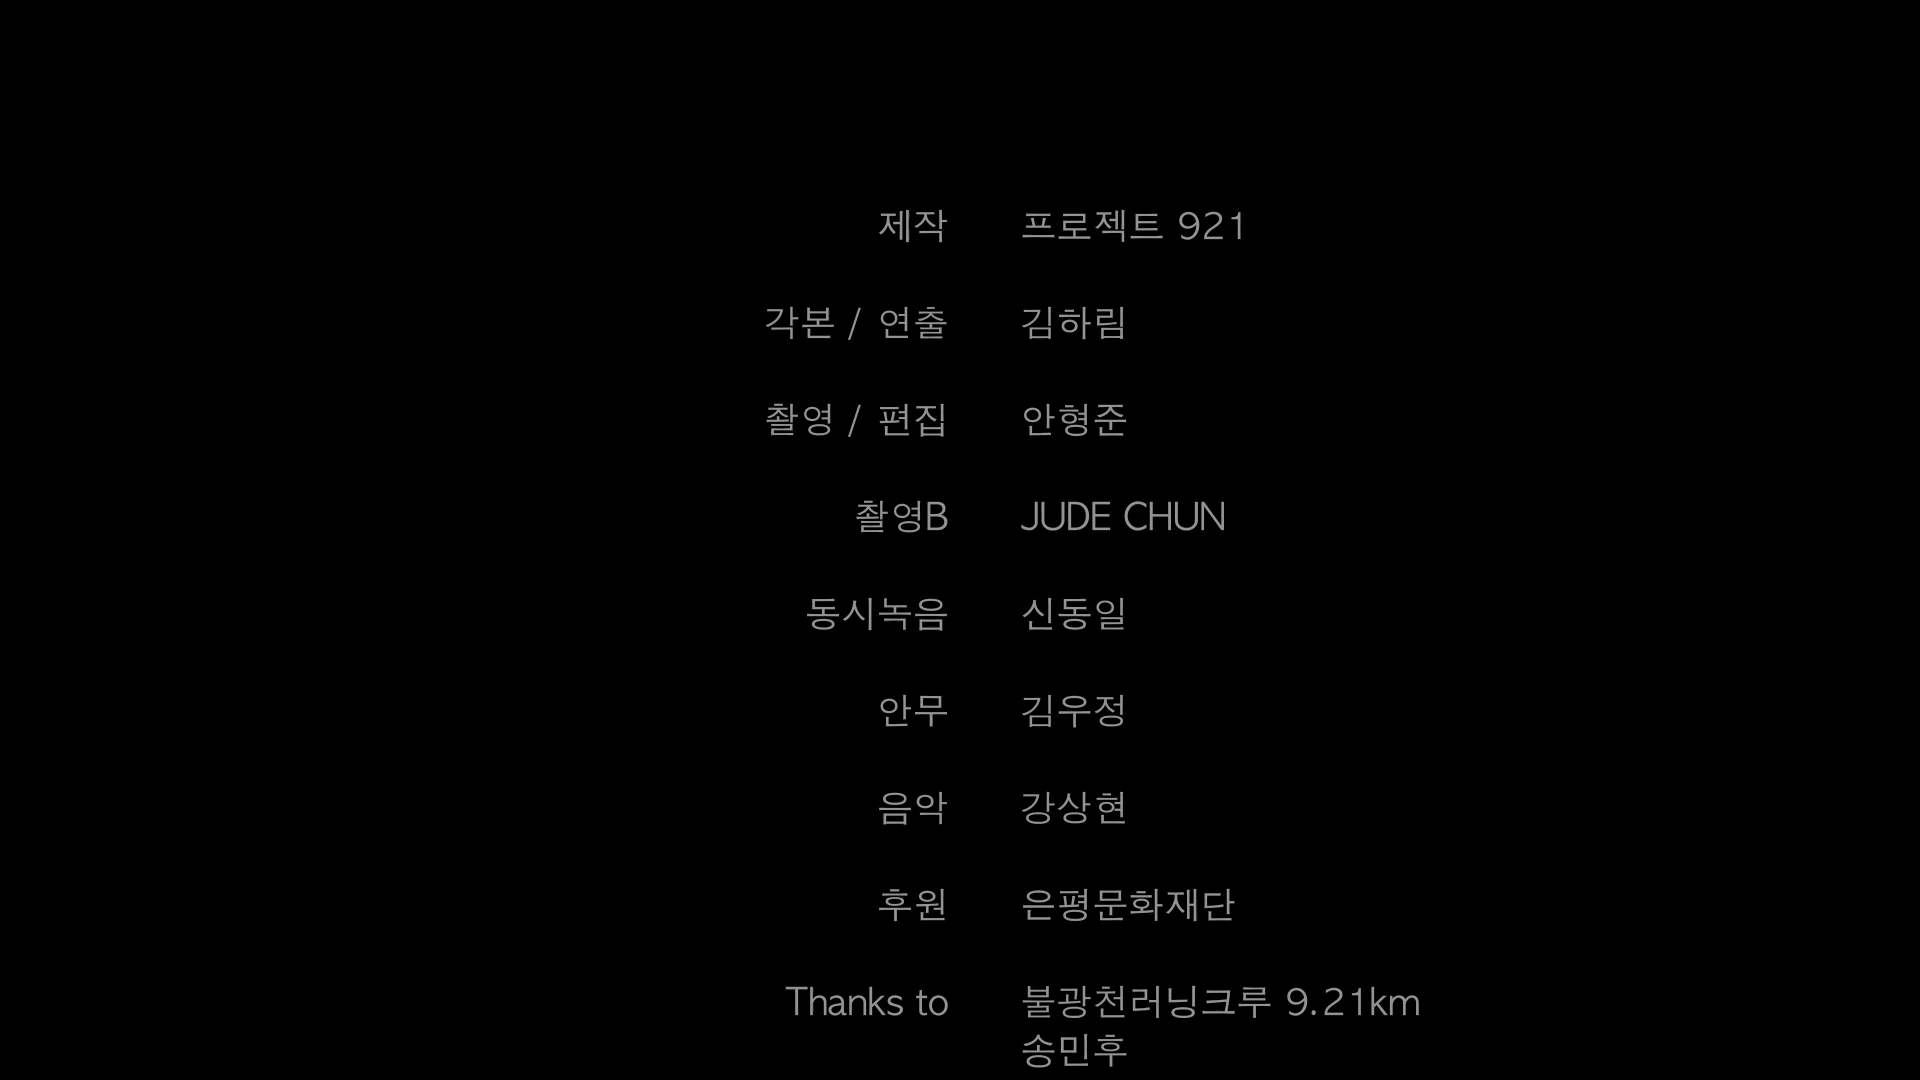 제작 프로젝트 921
각본 / 연출 김하림
촬영 / 편집 안형준
촬영B JUDE CHUN
동시녹음 신동일
안무 김우정
음악 강상현
후원 은평문화재단
Thanks to 불광천러닝크루 9.21km
송민후